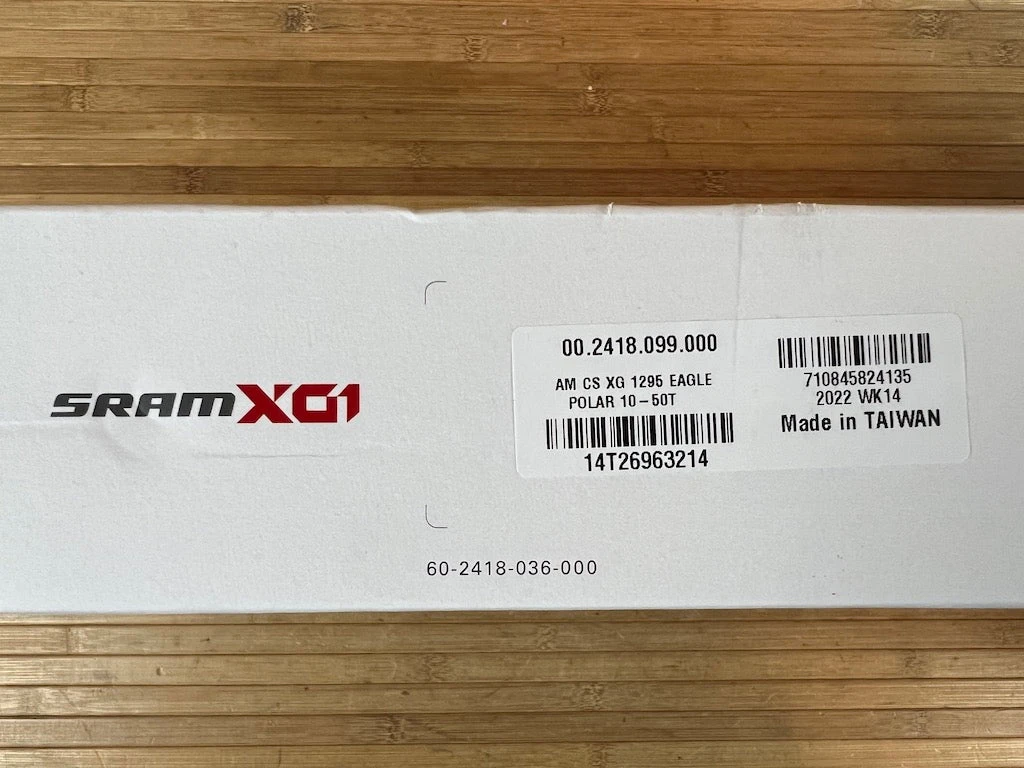 SRAM XG1
00.2418.099.000
AM CS XG 1295 EAGLE
POLAR 10-50T
14T26963214
710845824135
2022 WK14
Made in TAIWAN
60-2418-036-000